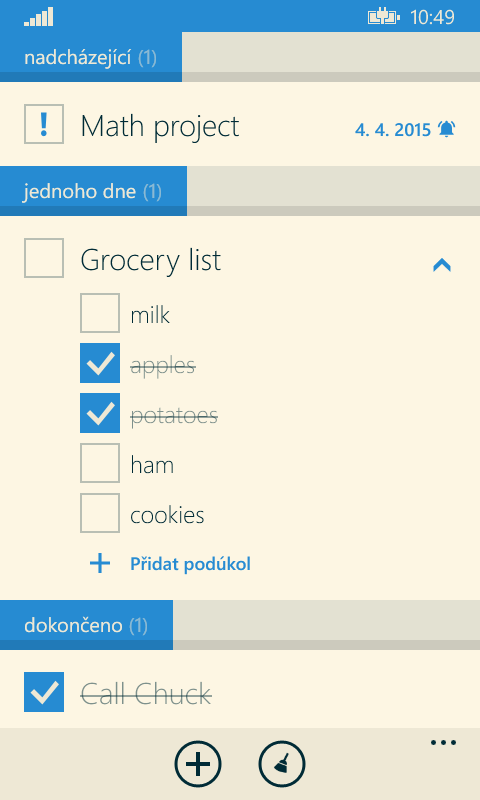 10:49
nadcházející (1)
! Math project 4. 4. 2015
jednoho dne (1)
Grocery list
milk
apples
potatoes
ham
cookies
Přidat podúkol
dokončeno (1)
Call Chuck